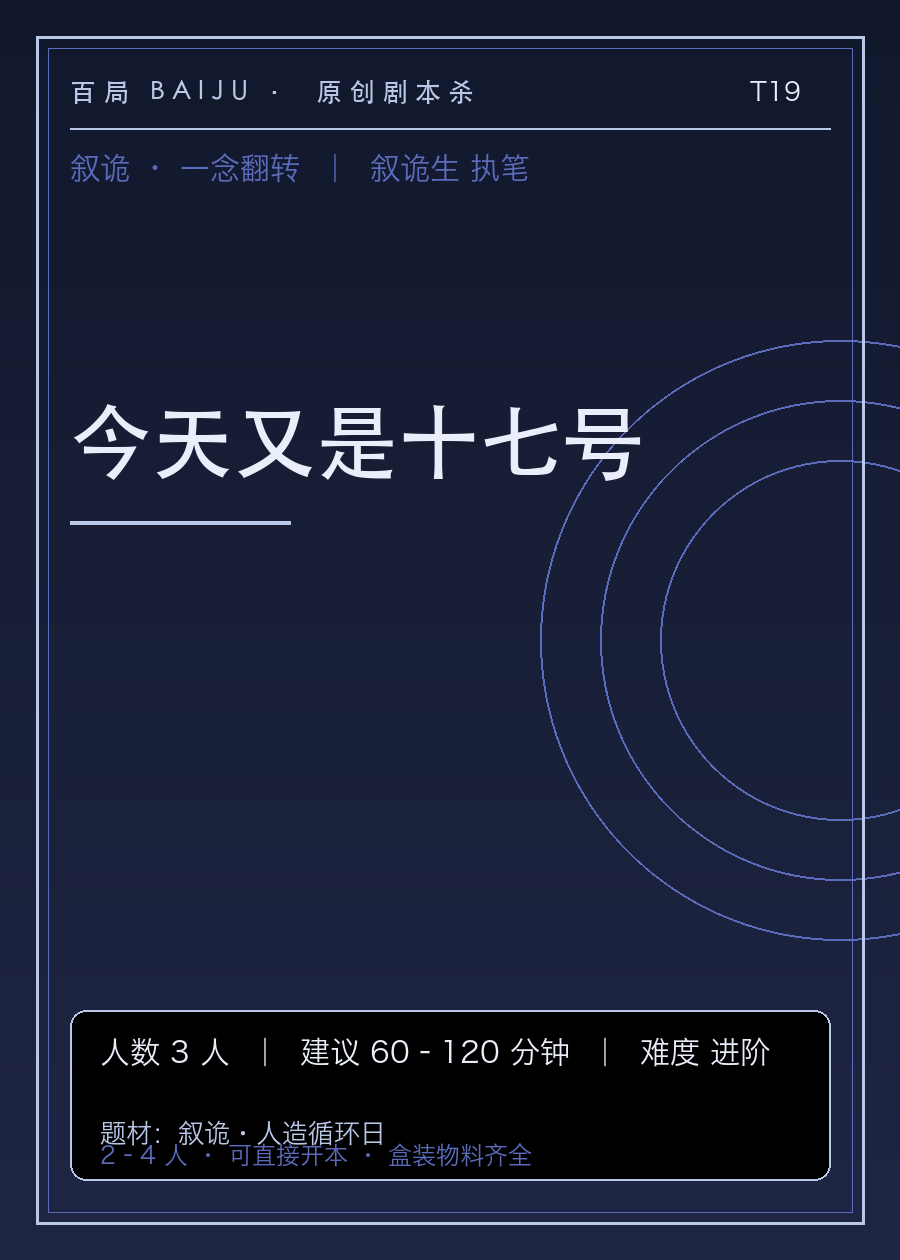 百局 BAIJU · 原创剧本杀 T19
叙诡 · 一念翻转 | 叙诡生 执笔
今天又是十七号
人数 3 人 | 建议 60 - 120 分钟 | 难度 进阶
题材: 叙诡·人造循环日
2-4 人 · 可直接开本 · 盒装物料齐全